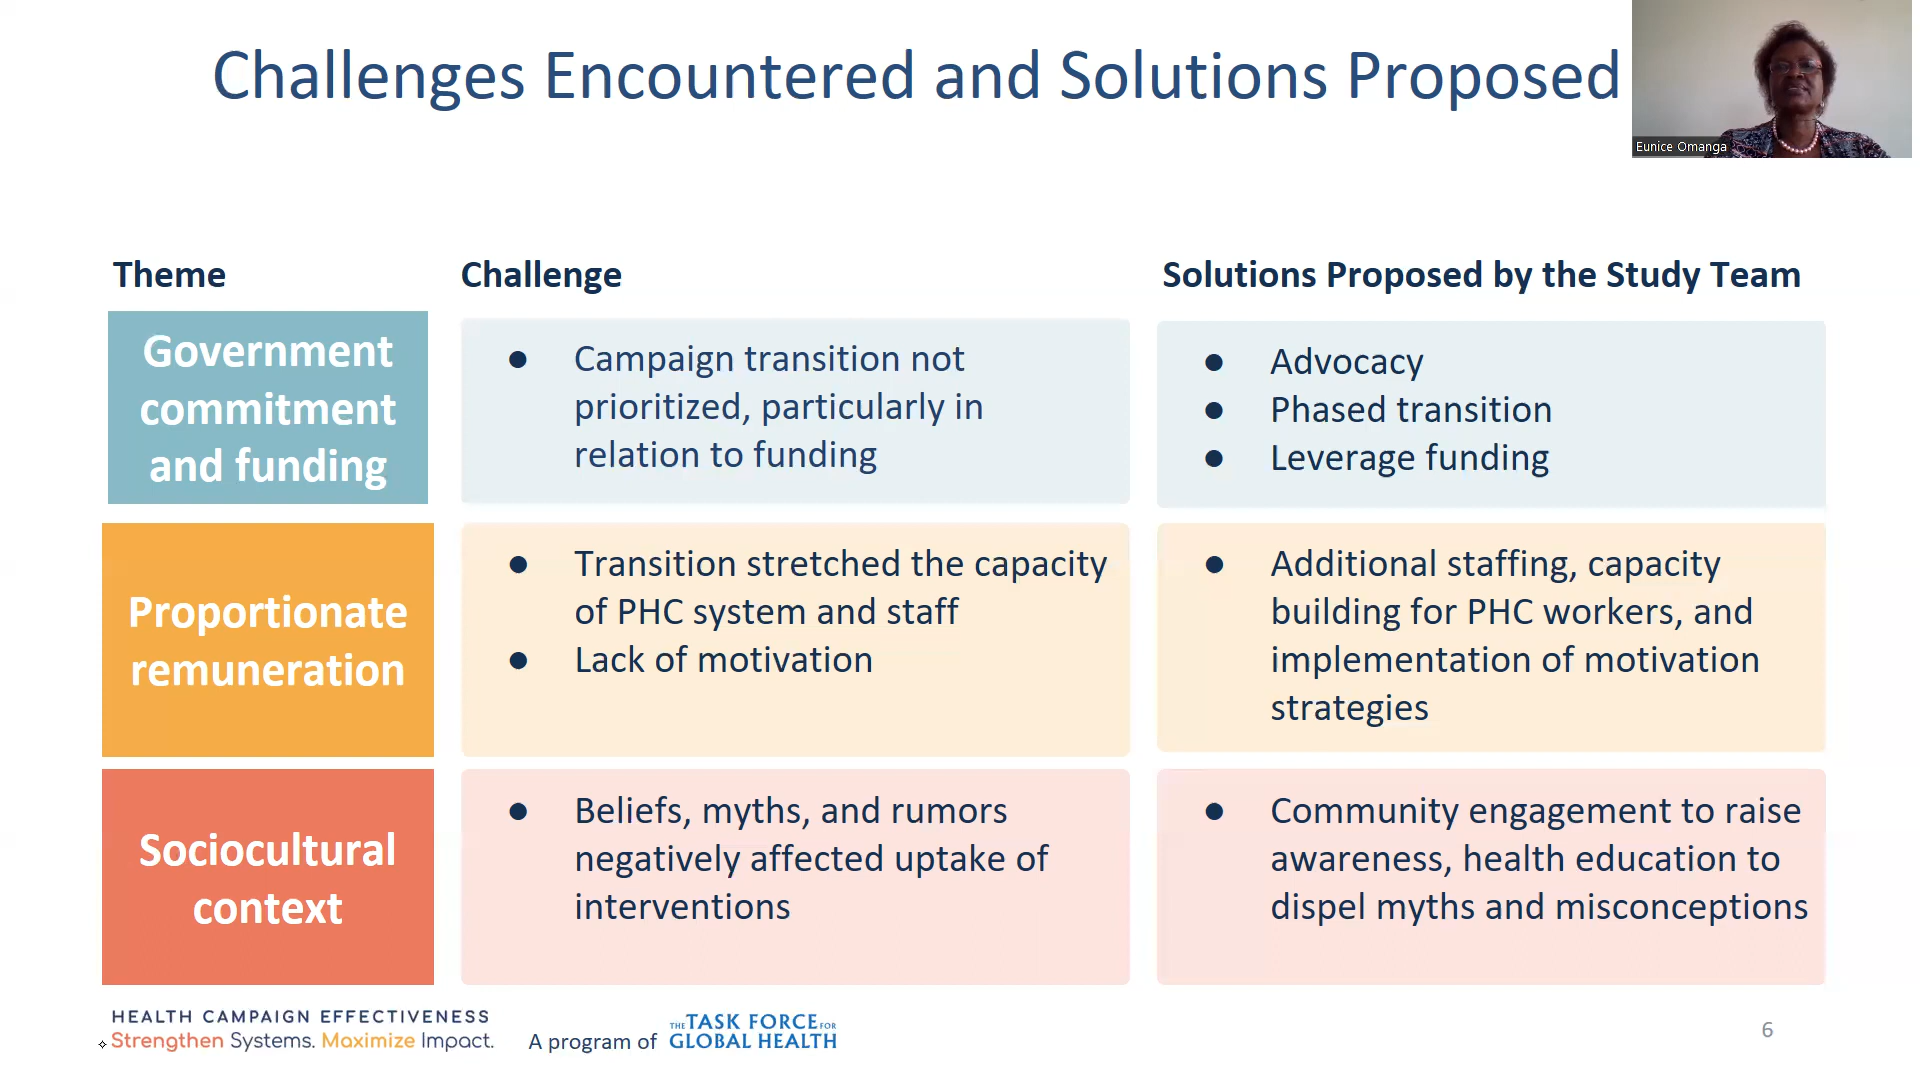 Challenges Encountered and Solutions Proposed
Eunice Omanga
Theme
Challenge
Solutions Proposed by the Study Team
Government
commitment
and funding
● Campaign transition not
prioritized, particularly in
relation to funding
● Advocacy
● Phased transition
● Leverage funding
Proportionate
remuneration
● Transition stretched the capacity
of PHC system and staff
● Lack of motivation
● Additional staffing, capacity
building for PHC workers, and
implementation of motivation
strategies
Sociocultural
context
● Beliefs, myths, and rumors
negatively affected uptake of
interventions
● Community engagement to raise
awareness, health education to
dispel myths and misconceptions
HEALTH CAMPAIGN EFFECTIVENESS
Strengthen Systems. Maximize Impact.
A program of
THE TASK FORCE FOR
GLOBAL HEALTH
6